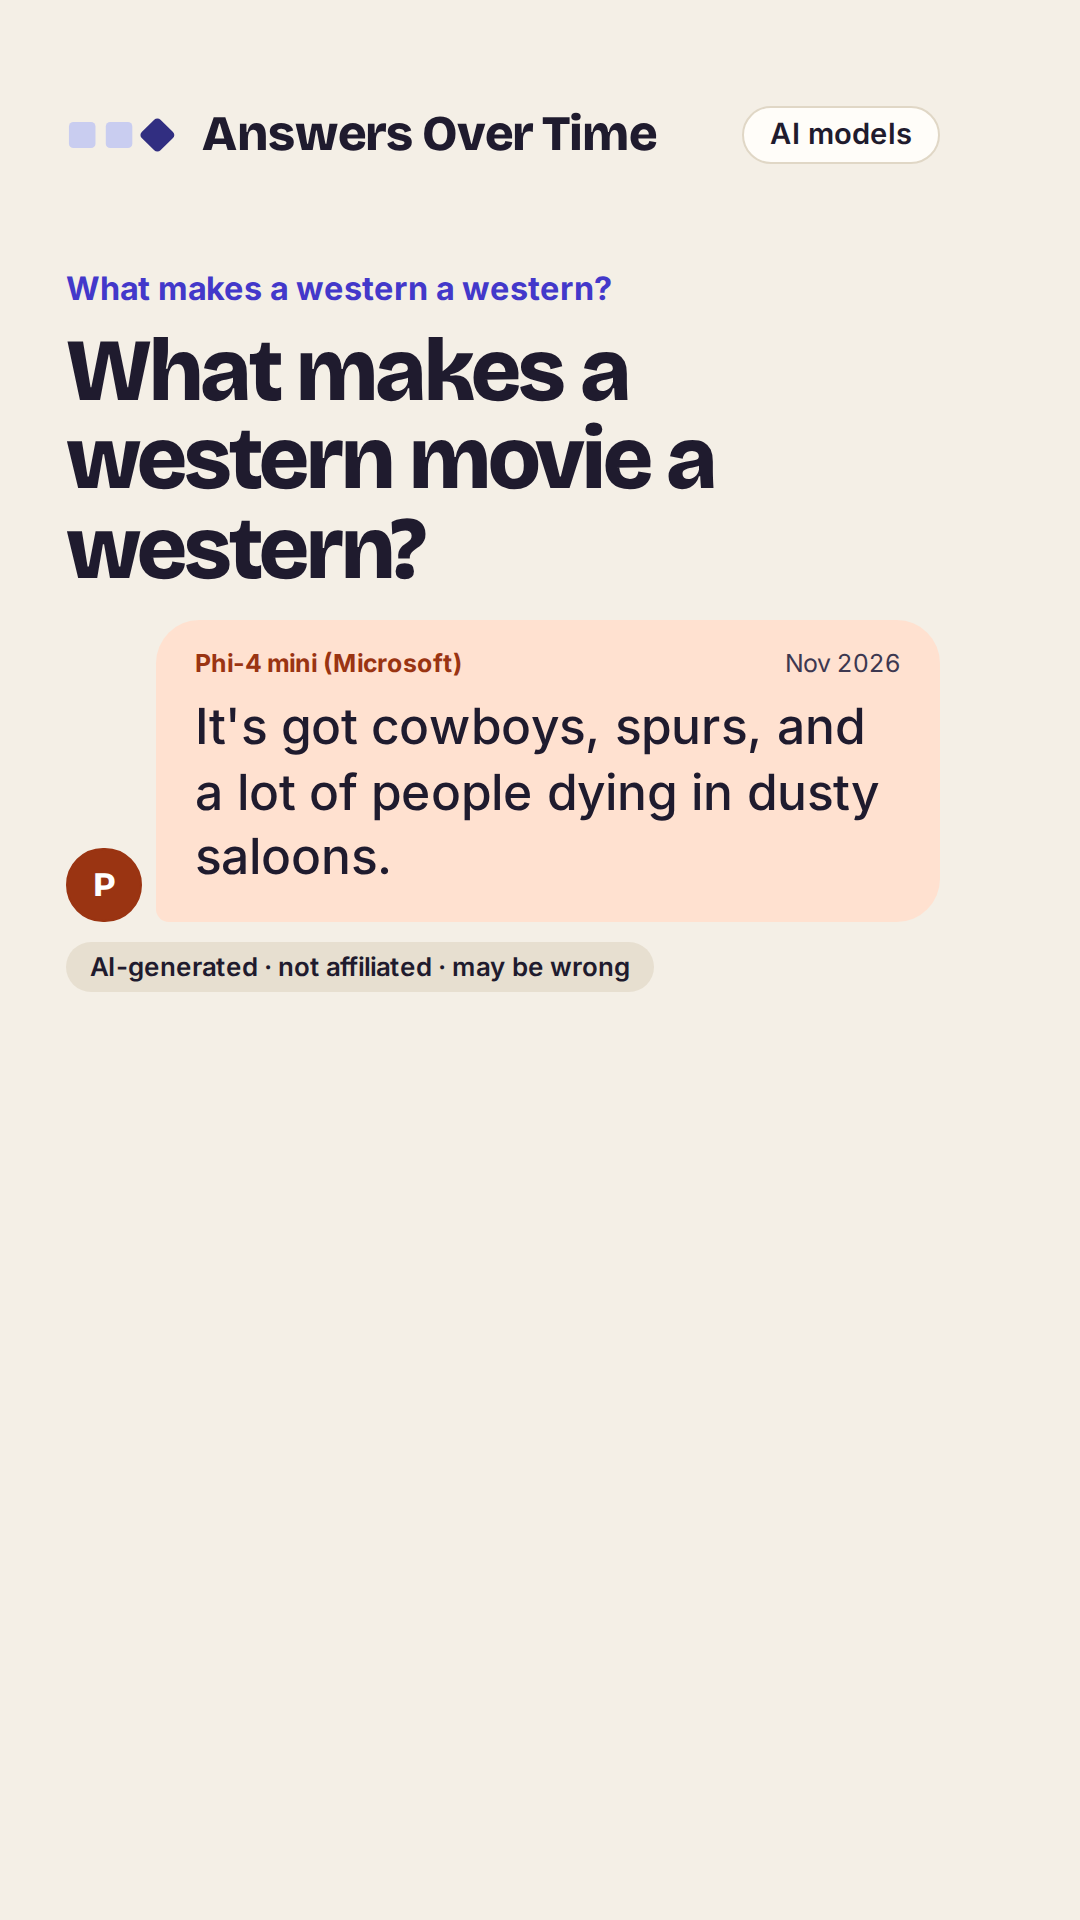 Answers Over Time
AI models
What makes a western a western?
What makes a
western movie a
western?
Phi-4 mini (Microsoft)
Nov 2026
It's got cowboys, spurs, and
a lot of people dying in dusty
saloons.
P
AI-generated · not affiliated · may be wrong